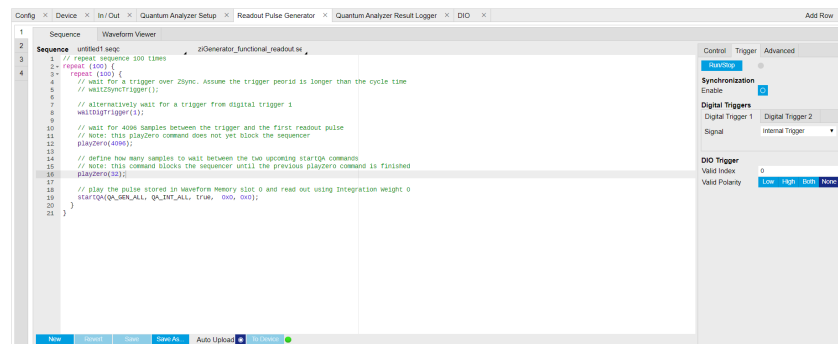 Config × Device × In / Out × Quantum Analyzer Setup × Readout Pulse Generator × Quantum Analyzer Result Logger × DIO × Add Row
1 Sequence Waveform Viewer
2 Sequence untitled1.seqc ziGenerator_functional_readout.se
3
4
Control Trigger Advanced
Run/Stop
Synchronization
Enable
Digital Triggers
Digital Trigger 1 Digital Trigger 2
Signal Internal Trigger
DIO Trigger
Valid Index 0
Valid Polarity Low High Both None
1 // repeat sequence 100 times
2 repeat (100) {
3 repeat (100) {
4 // wait for a trigger over ZSync. Assume the trigger peorid is longer than the cycle time
5 // waitZSyncTrigger();
6
7 // alternatively wait for a trigger from digital trigger 1
8 waitDigTrigger(1);
9
10 // wait for 4096 Samples between the trigger and the first readout pulse
11 // Note: this playZero command does not yet block the sequencer
12 playZero(4096);
13
14 // define how many samples to wait between the two upcoming startQA commands
15 // Note: this command blocks the sequencer until the previous playZero command is finished
16 playZero(32);
17
18 // play the pulse stored in Waveform Memory slot 0 and read out using Integration Weight 0
19 startQA(QA_GEN_ALL, QA_INT_ALL, true, 0x0, 0x0);
20 }
21 }
New Revert Save Save As... Auto Upload To Device